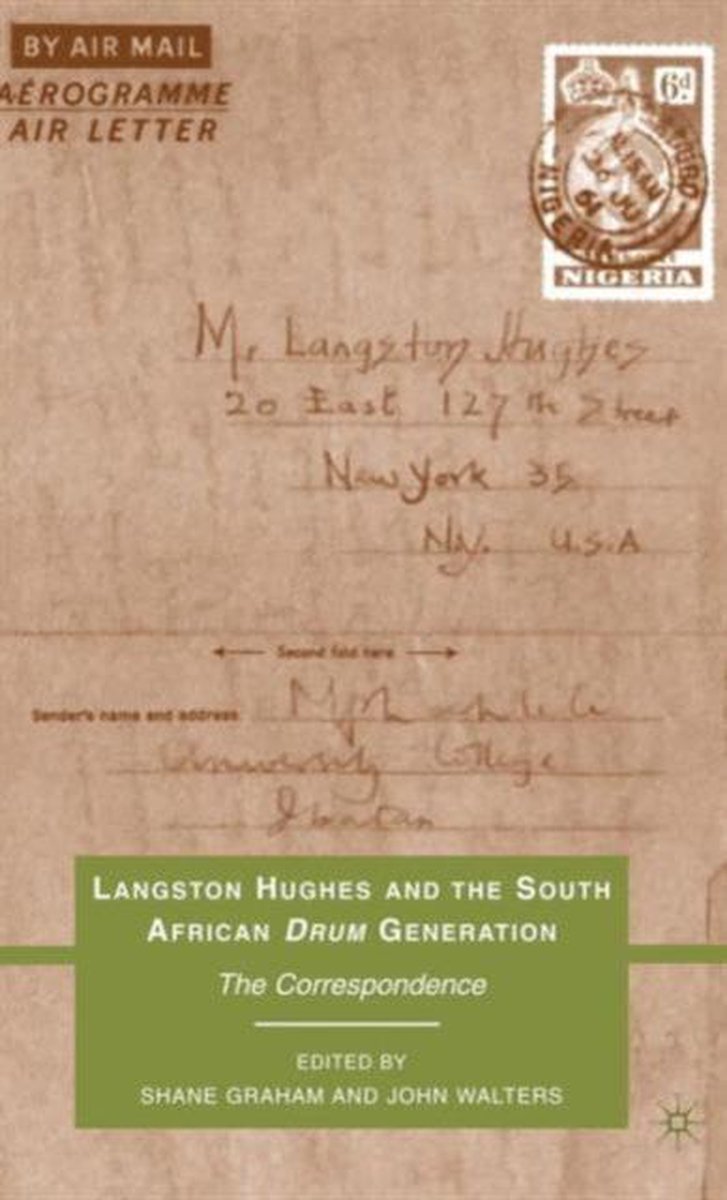 BY AIR MAIL
AÉROGRAMME
AIR LETTER
6d
NIGERIA
NIGERIA
Mr Langston Hughes
20 East 127th Street
New York 35
N.Y. U.S.A
Second fold here
Sender's name and address
University College
Ibadan
LANGSTON HUGHES AND THE SOUTH
AFRICAN DRUM GENERATION
The Correspondence
EDITED BY
SHANE GRAHAM AND JOHN WALTERS